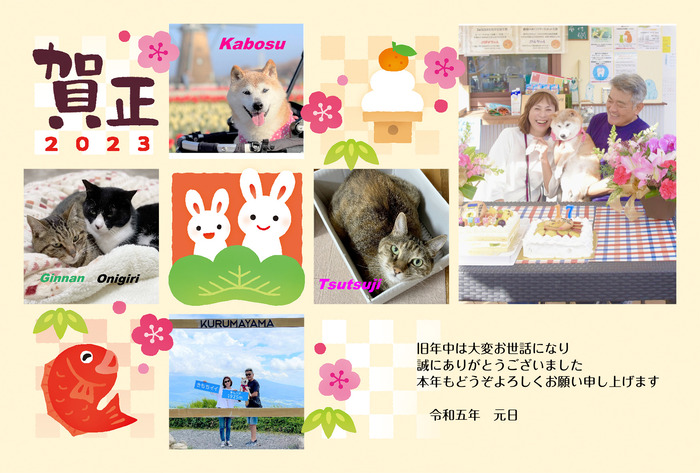 賀正
2023
Kabosu
Ginnan
Onigiri
Tsutsuji
KURUMAYAMA
旧年中は大変お世話になり
誠にありがとうございました
本年もどうぞよろしくお願い申し上げます
令和五年 元日